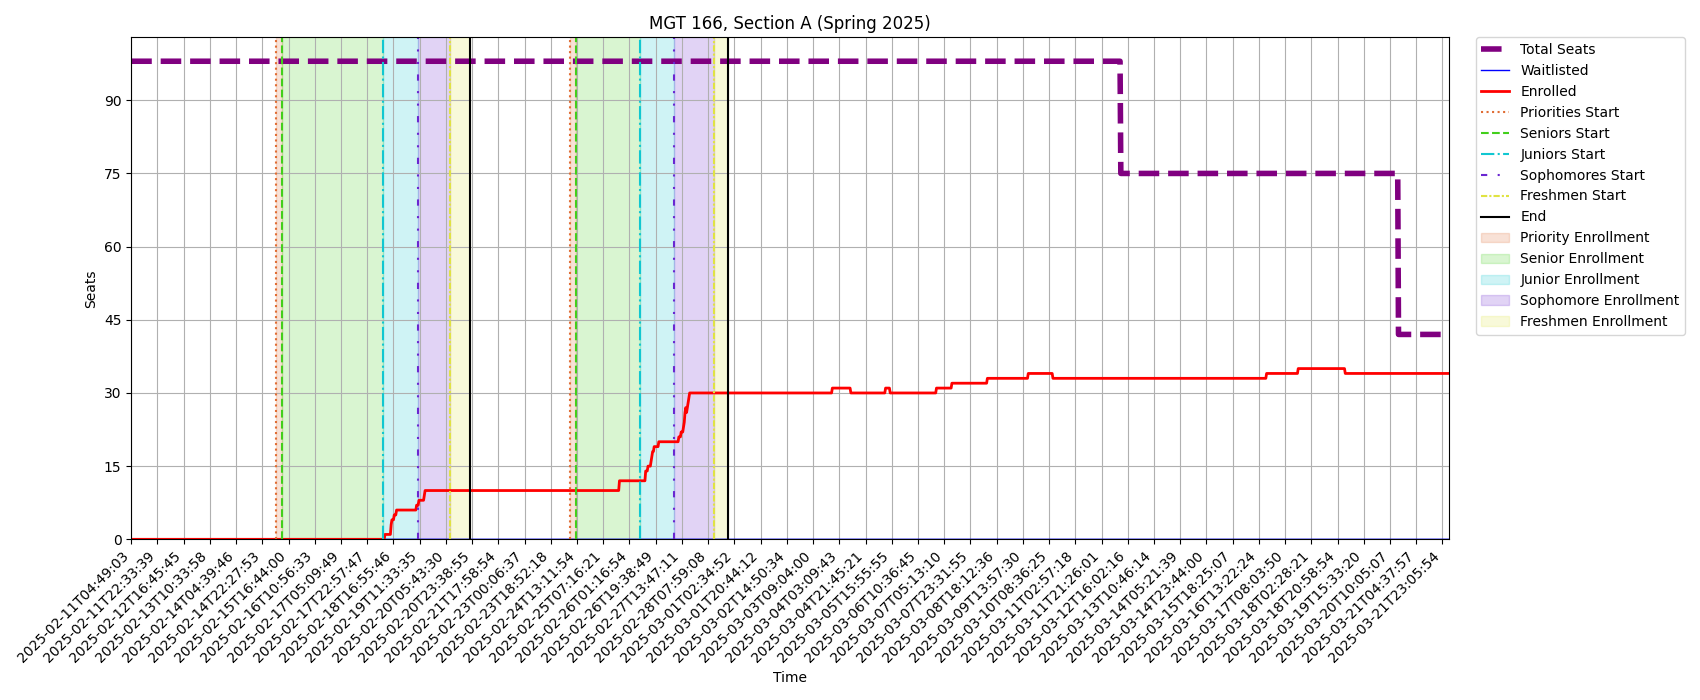 MGT 166, Section A (Spring 2025)
Total Seats
Waitlisted
Enrolled
Priorities Start
Seniors Start
Juniors Start
Sophomores Start
Freshmen Start
End
Priority Enrollment
Senior Enrollment
Junior Enrollment
Sophomore Enrollment
Freshmen Enrollment
Seats
90
75
60
45
30
15
0
2025-02-11T04:49:03
2025-02-11T22:33:39
2025-02-12T16:45:45
2025-02-13T10:33:58
2025-02-14T04:39:46
2025-02-14T22:27:53
2025-02-15T16:44:00
2025-02-16T10:56:33
2025-02-17T05:09:49
2025-02-17T22:57:47
2025-02-18T16:55:46
2025-02-19T11:33:35
2025-02-20T05:43:30
2025-02-20T23:38:55
2025-02-21T17:58:54
2025-02-23T00:06:37
2025-02-23T18:52:18
2025-02-24T13:11:54
2025-02-25T07:16:21
2025-02-26T01:16:54
2025-02-26T19:38:49
2025-02-27T13:47:11
2025-02-28T07:59:08
2025-03-01T02:34:52
2025-03-01T20:44:12
2025-03-02T14:50:34
2025-03-03T09:04:00
2025-03-04T03:09:43
2025-03-04T21:45:21
2025-03-05T15:55:55
2025-03-06T10:36:45
2025-03-07T05:13:10
2025-03-07T23:31:55
2025-03-08T18:12:36
2025-03-09T13:57:30
2025-03-10T08:36:25
2025-03-11T02:57:18
2025-03-11T21:26:01
2025-03-12T16:02:16
2025-03-13T10:46:14
2025-03-14T05:21:39
2025-03-14T23:44:00
2025-03-15T18:25:07
2025-03-16T13:22:24
2025-03-17T08:03:50
2025-03-18T02:28:21
2025-03-18T20:58:54
2025-03-19T15:33:20
2025-03-20T10:05:07
2025-03-21T04:37:57
2025-03-21T23:05:54
Time